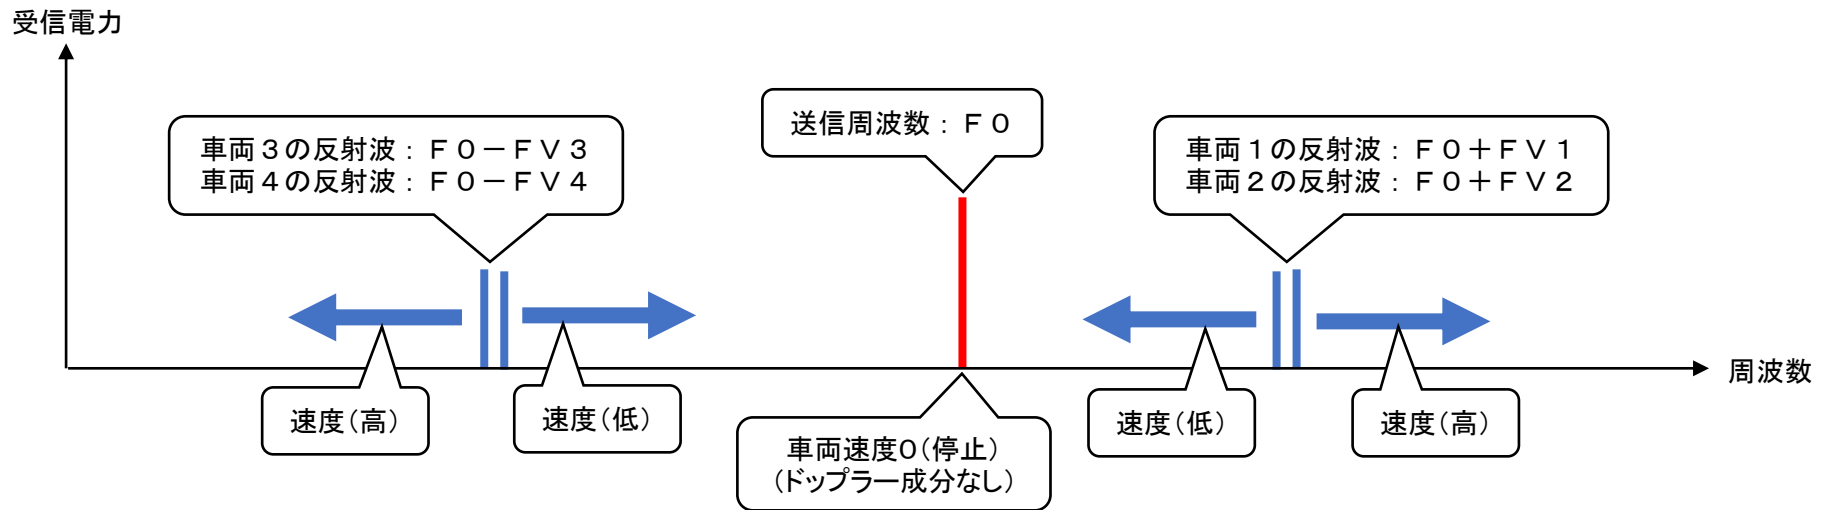 受信電力
送信周波数：Ｆ０
車両３の反射波：Ｆ０－ＦＶ３
車両４の反射波：Ｆ０－ＦＶ４
車両１の反射波：Ｆ０＋ＦＶ１
車両２の反射波：Ｆ０＋ＦＶ２
周波数
速度（高）
速度（低）
車両速度0（停止）
（ドップラー成分なし）
速度（低）
速度（高）